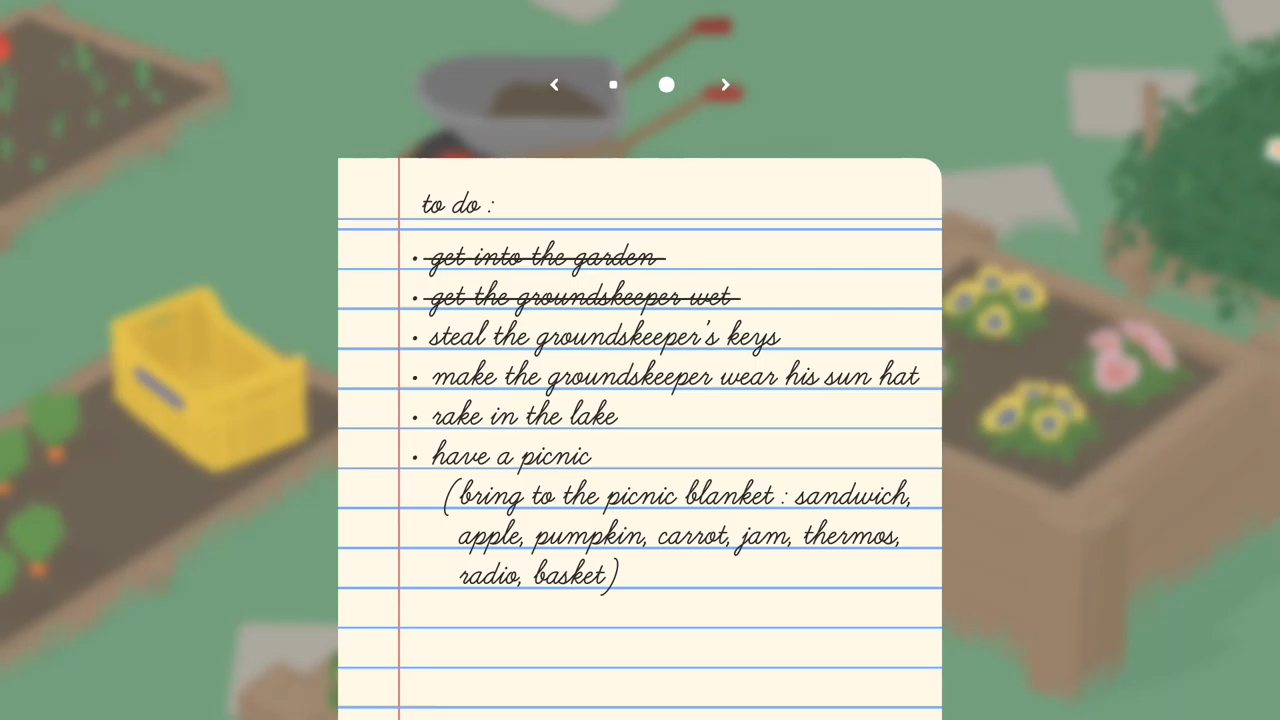 to do :
• get into the garden
• get the groundskeeper wet
• steal the groundskeeper's keys
• make the groundskeeper wear his sun hat
• rake in the lake
• have a picnic
(bring to the picnic blanket : sandwich,
apple, pumpkin, carrot, jam, thermos,
radio, basket)